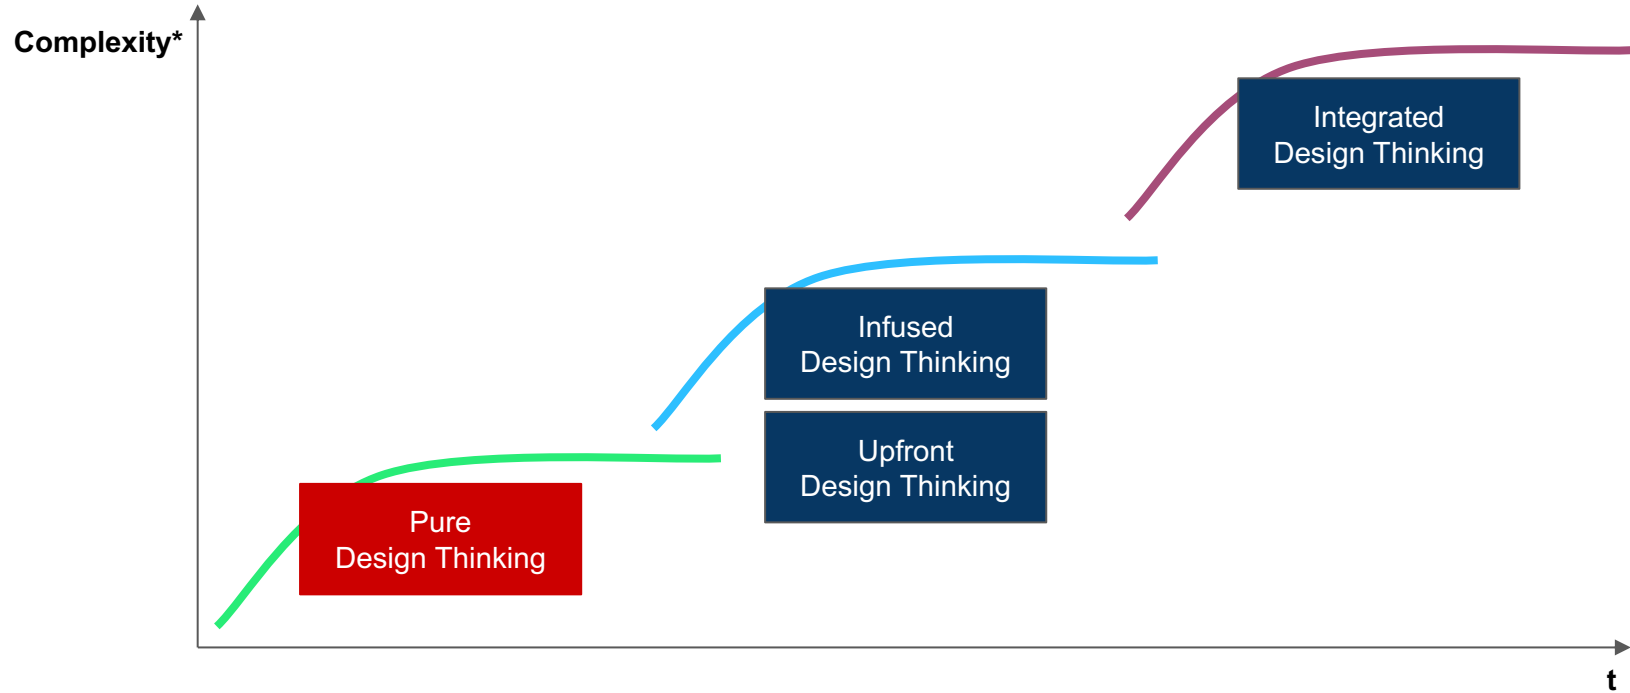 Complexity*
Integrated
Design Thinking
Infused
Design Thinking
Upfront
Design Thinking
Pure
Design Thinking
t